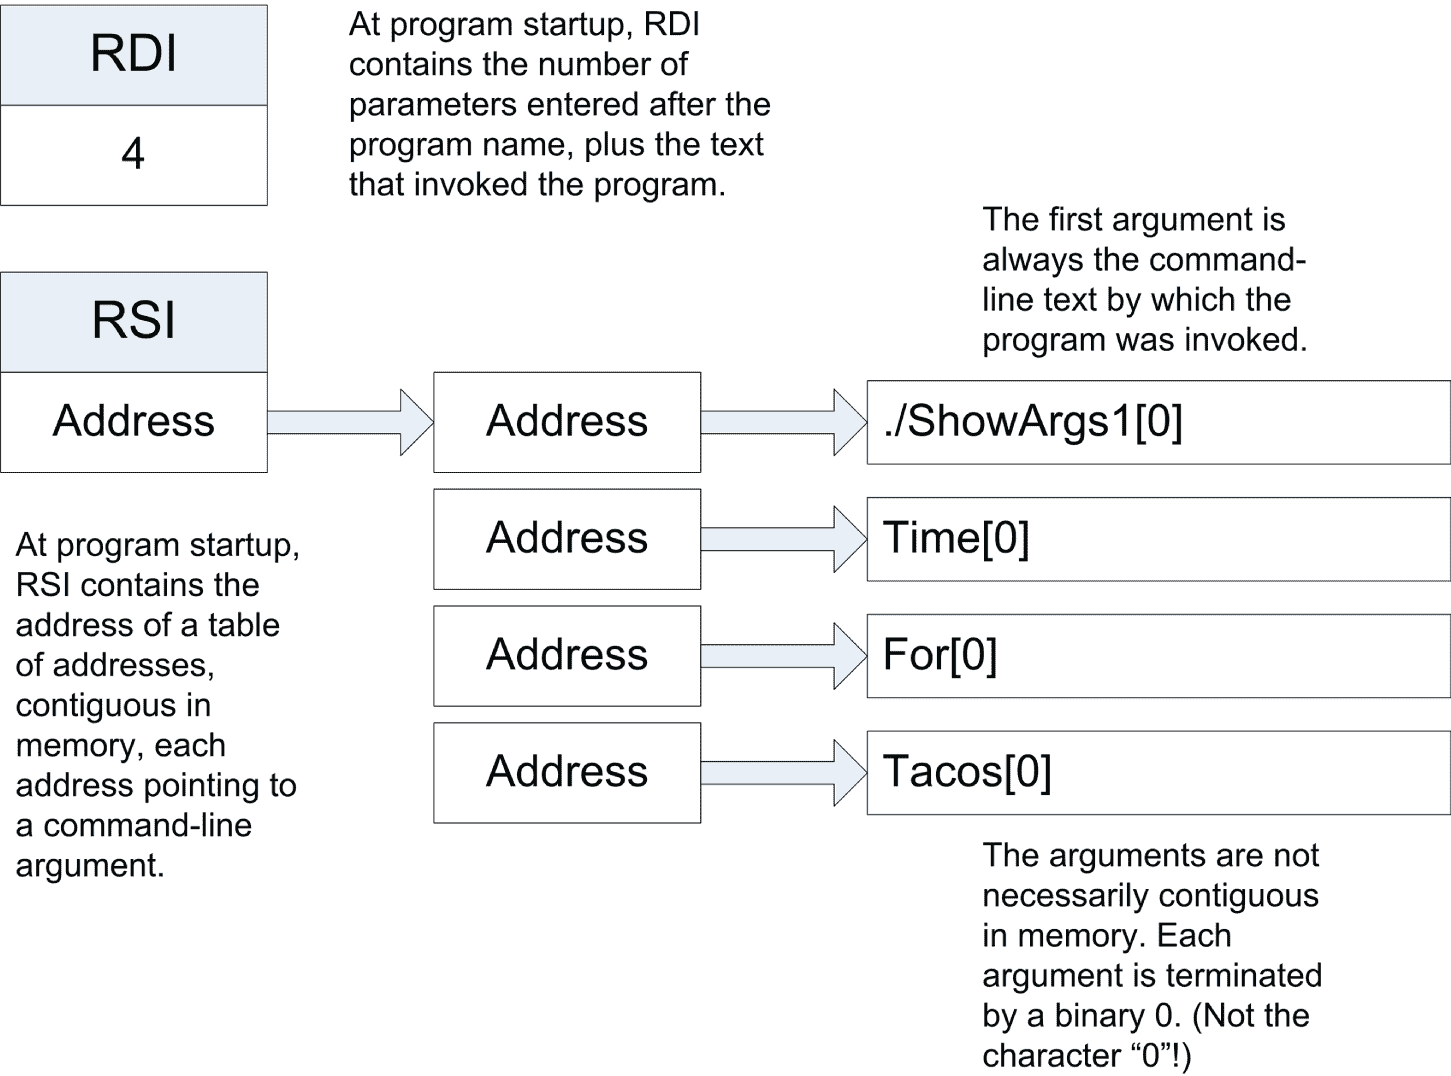 RDI
4
At program startup, RDI
contains the number of
parameters entered after the
program name, plus the text
that invoked the program.
The first argument is
always the command-
line text by which the
program was invoked.
RSI
Address
Address
./ShowArgs1[0]
Address
Time[0]
Address
For[0]
Address
Tacos[0]
At program startup,
RSI contains the
address of a table
of addresses,
contiguous in
memory, each
address pointing to
a command-line
argument.
The arguments are not
necessarily contiguous
in memory. Each
argument is terminated
by a binary 0. (Not the
character “0”!)